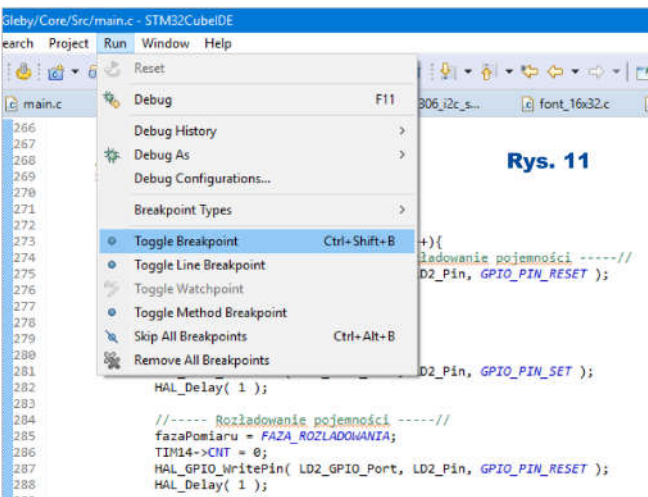 Gleby/Core/Src/main.c - STM32CubeIDE
earch Project Run Window Help
Reset
main.c
Debug F11
306_i2c_s...
font_16x32.c
Debug History
Debug As
Debug Configurations...
Breakpoint Types
Toggle Breakpoint Ctrl+Shift+B
Toggle Line Breakpoint
Toggle Watchpoint
Toggle Method Breakpoint
Skip All Breakpoints Ctrl+Alt+B
Remove All Breakpoints
Rys. 11
266
267
268
269
270
271
272
273 +){
274 ładowanie pojemności -----//
275 D2_Pin, GPIO_PIN_RESET );
276
277
278
279
280
281 D2_Pin, GPIO_PIN_SET );
282 HAL_Delay( 1 );
283
284 //----- Rozładowanie pojemności -----//
285 fazaPomiaru = FAZA_ROZLADOWANIA;
286 TIM14->CNT = 0;
287 HAL_GPIO_WritePin( LD2_GPIO_Port, LD2_Pin, GPIO_PIN_RESET );
288 HAL_Delay( 1 );